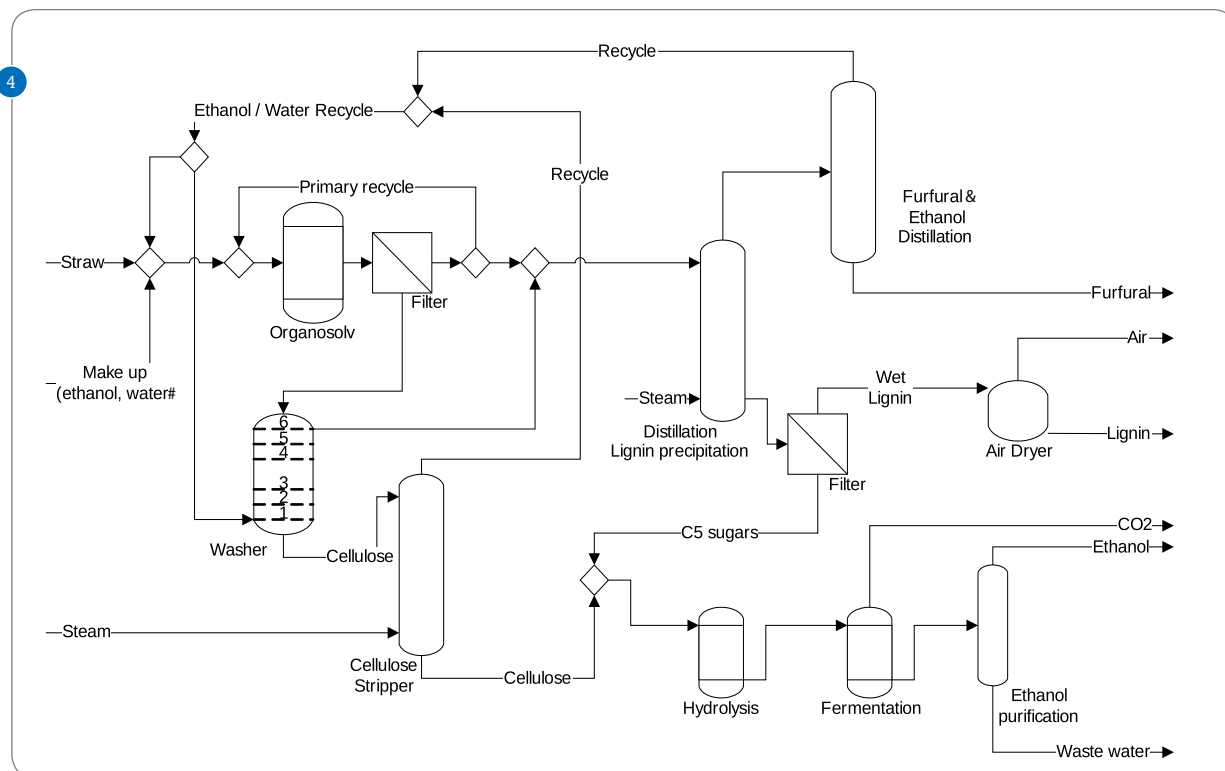 Recycle
4
Ethanol / Water Recycle
Recycle
Primary recycle
Furfural &
Ethanol
Distillation
Straw
Filter
Furfural
Organosolv
Air
Make up
(ethanol, water#
Wet
Lignin
Steam
6
5
4
3
2
1
Distillation
Lignin precipitation
Lignin
Air Dryer
Filter
C5 sugars
CO2
Ethanol
Washer
Cellulose
Steam
Cellulose
Stripper
Cellulose
Hydrolysis
Fermentation
Ethanol
purification
Waste water